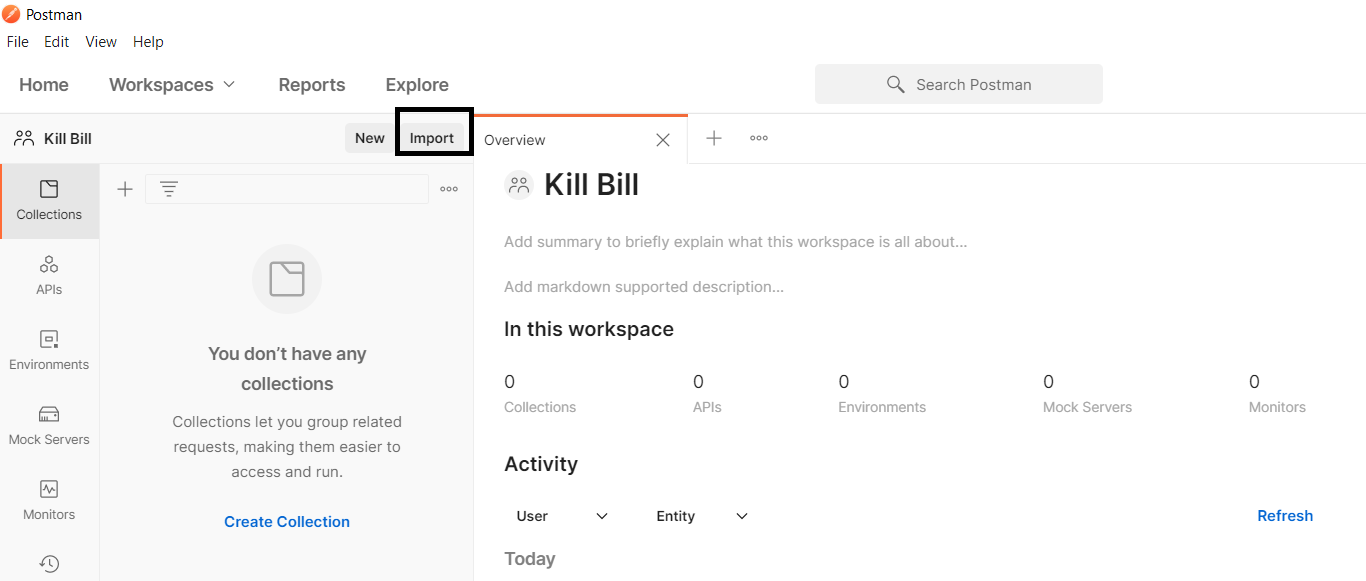 Postman
File Edit View Help
Home Workspaces Reports Explore Search Postman
Kill Bill New Import Overview
Collections
APIs
Environments
Mock Servers
Monitors
You don’t have any
collections
Collections let you group related
requests, making them easier to
access and run.
Create Collection
Kill Bill
Add summary to briefly explain what this workspace is all about...
Add markdown supported description...
In this workspace
0 0 0 0 0
Collections APIs Environments Mock Servers Monitors
Activity
User Entity Refresh
Today